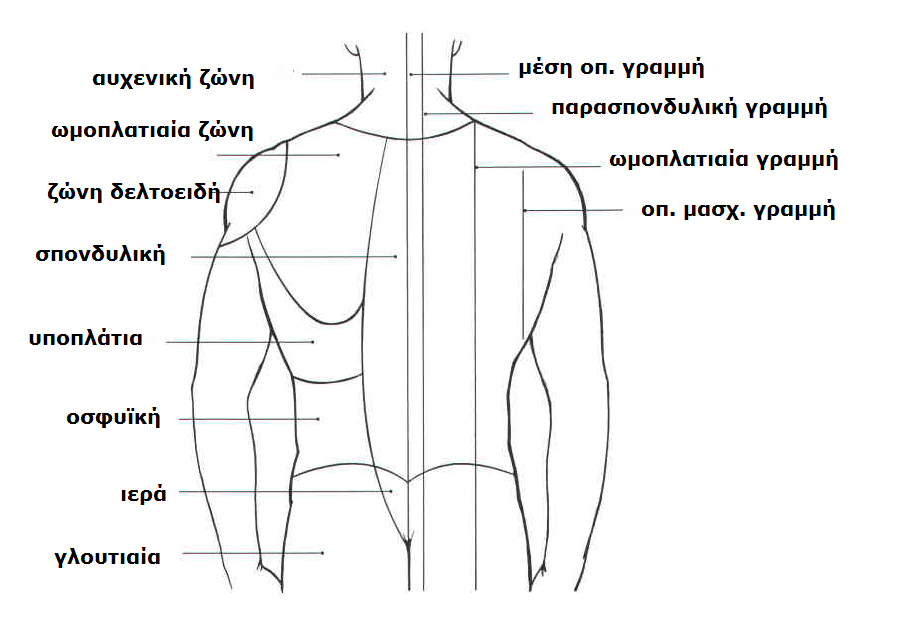 αυχενική ζώνη
ωμοπλατιαία ζώνη
ζώνη δελτοειδή
σπονδυλική
υποπλάτια
οσφυϊκή
ιερά
γλουτιαία
μέση οπ. γραμμή
παρασπονδυλική γραμμή
ωμοπλατιαία γραμμή
οπ. μασχ. γραμμή